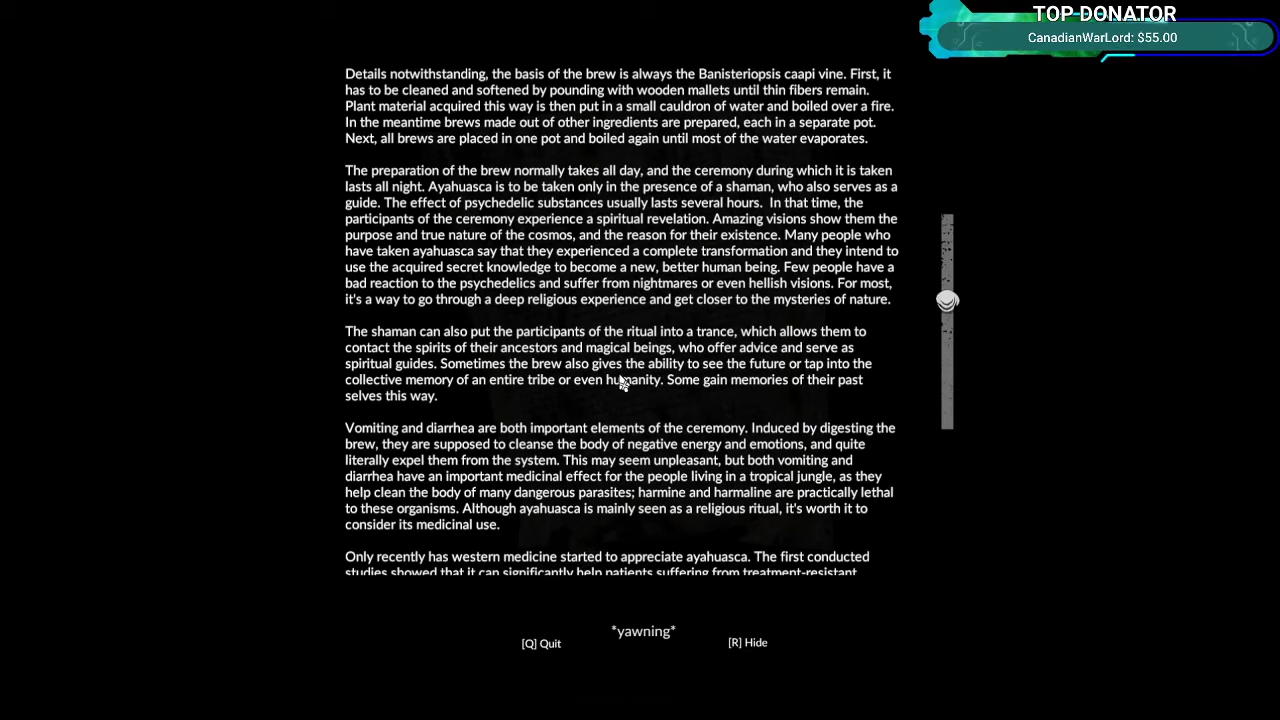 TOP DONATOR
CanadianWarLord: $55.00
Details notwithstanding, the basis of the brew is always the Banisteriopsis caapi vine. First, it
has to be cleaned and softened by pounding with wooden mallets until thin fibers remain.
Plant material acquired this way is then put in a small cauldron of water and boiled over a fire.
In the meantime brews made out of other ingredients are prepared, each in a separate pot.
Next, all brews are placed in one pot and boiled again until most of the water evaporates.
The preparation of the brew normally takes all day, and the ceremony during which it is taken
lasts all night. Ayahuasca is to be taken only in the presence of a shaman, who also serves as a
guide. The effect of psychedelic substances usually lasts several hours. In that time, the
participants of the ceremony experience a spiritual revelation. Amazing visions show them the
purpose and true nature of the cosmos, and the reason for their existence. Many people who
have taken ayahuasca say that they experienced a complete transformation and they intend to
use the acquired secret knowledge to become a new, better human being. Few people have a
bad reaction to the psychedelics and suffer from nightmares or even hellish visions. For most,
it's a way to go through a deep religious experience and get closer to the mysteries of nature.
The shaman can also put the participants of the ritual into a trance, which allows them to
contact the spirits of their ancestors and magical beings, who offer advice and serve as
spiritual guides. Sometimes the brew also gives the ability to see the future or tap into the
collective memory of an entire tribe or even humanity. Some gain memories of their past
selves this way.
Vomiting and diarrhea are both important elements of the ceremony. Induced by digesting the
brew, they are supposed to cleanse the body of negative energy and emotions, and quite
literally expel them from the system. This may seem unpleasant, but both vomiting and
diarrhea have an important medicinal effect for the people living in a tropical jungle, as they
help clean the body of many dangerous parasites; harmine and harmaline are practically lethal
to these organisms. Although ayahuasca is mainly seen as a religious ritual, it's worth it to
consider its medicinal use.
Only recently has western medicine started to appreciate ayahuasca. The first conducted
studies showed that it can significantly help patients suffering from treatment-resistant
*yawning*
[Q] Quit
[R] Hide